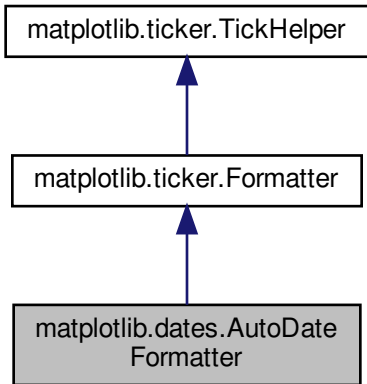 matplotlib.ticker.TickHelper
matplotlib.ticker.Formatter
matplotlib.dates.AutoDate
Formatter